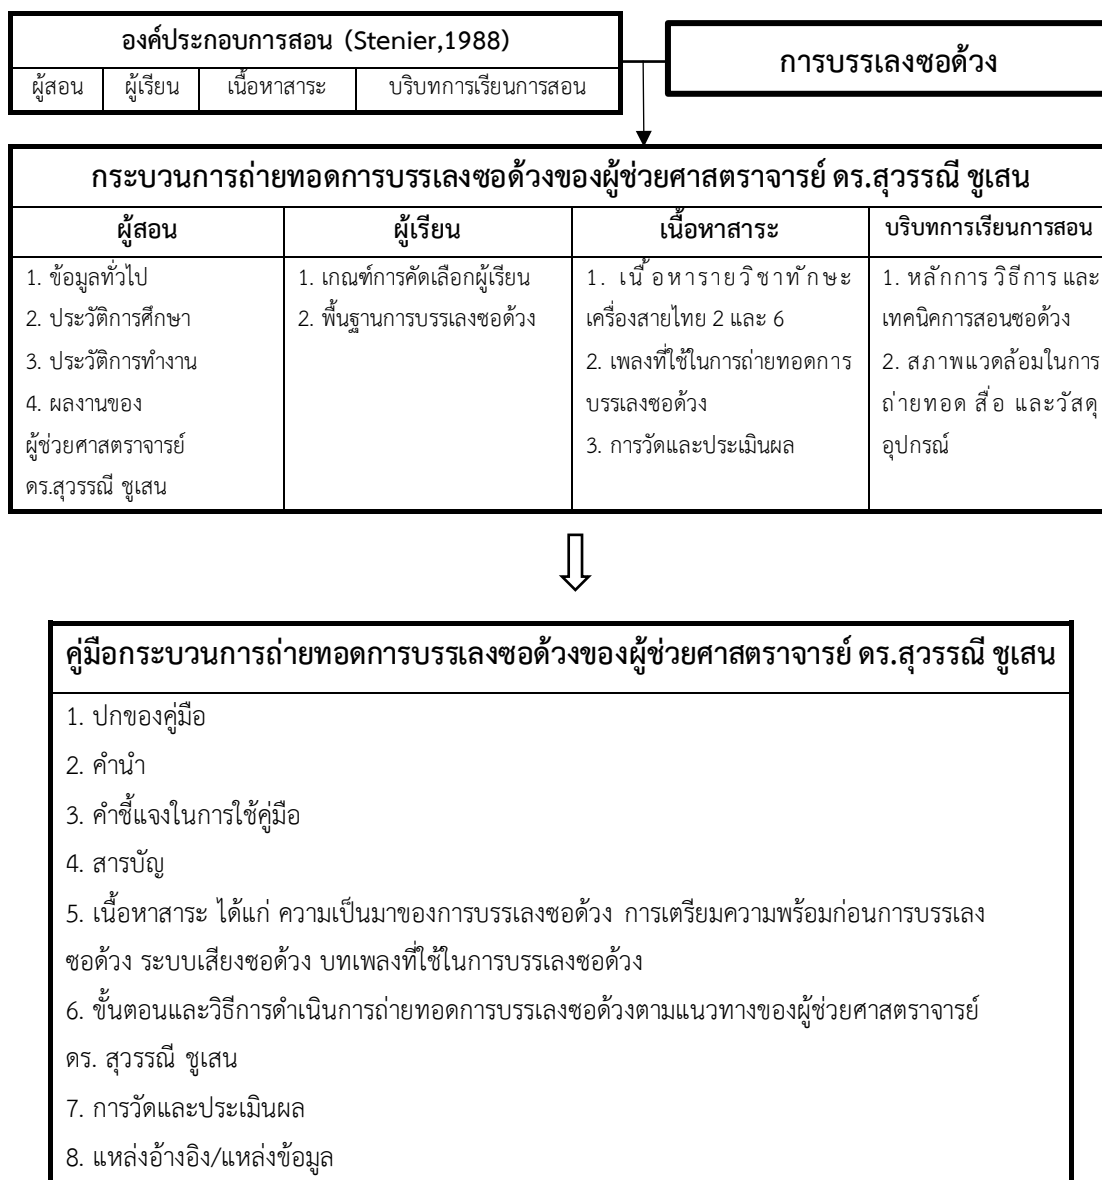 องค์ประกอบการสอน (Stenier,1988)
ผู้สอน ผู้เรียน เนื้อหาสาระ บริบทการเรียนการสอน
การบรรเลงซอด้วง
กระบวนการถ่ายทอดการบรรเลงซอด้วงของผู้ช่วยศาสตราจารย์ ดร.สุวรรณี ชูเสน
ผู้สอน
1. ข้อมูลทั่วไป
2. ประวัติการศึกษา
3. ประวัติการทำงาน
4. ผลงานของ
ผู้ช่วยศาสตราจารย์
ดร.สุวรรณี ชูเสน
ผู้เรียน
1. เกณฑ์การคัดเลือกผู้เรียน
2. พื้นฐานการบรรเลงซอด้วง
เนื้อหาสาระ
1. เนื้อหารายวิชาทักษะ
เครื่องสายไทย 2 และ 6
2. เพลงที่ใช้ในการถ่ายทอดการ
บรรเลงซอด้วง
3. การวัดและประเมินผล
บริบทการเรียนการสอน
1. หลักการ วิธีการ และ
เทคนิคการสอนซอด้วง
2. สภาพแวดล้อมในการ
ถ่ายทอด สื่อ และวัสดุ
อุปกรณ์
คู่มือกระบวนการถ่ายทอดการบรรเลงซอด้วงของผู้ช่วยศาสตราจารย์ ดร.สุวรรณี ชูเสน
1. ปกของคู่มือ
2. คำนำ
3. คำชี้แจงในการใช้คู่มือ
4. สารบัญ
5. เนื้อหาสาระ ได้แก่ ความเป็นมาของการบรรเลงซอด้วง การเตรียมความพร้อมก่อนการบรรเลง
ซอด้วง ระบบเสียงซอด้วง บทเพลงที่ใช้ในการบรรเลงซอด้วง
6. ขั้นตอนและวิธีการดำเนินการถ่ายทอดการบรรเลงซอด้วงตามแนวทางของผู้ช่วยศาสตราจารย์
ดร. สุวรรณี ชูเสน
7. การวัดและประเมินผล
8. แหล่งอ้างอิง/แหล่งข้อมูล